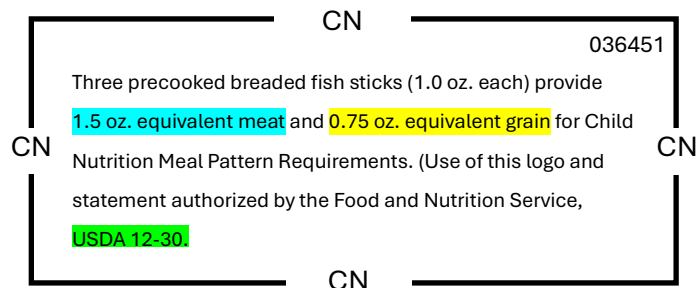 CN
036451
Three precooked breaded fish sticks (1.0 oz. each) provide
1.5 oz. equivalent meat and 0.75 oz. equivalent grain for Child
CN
CN
Nutrition Meal Pattern Requirements. (Use of this logo and
statement authorized by the Food and Nutrition Service,
USDA 12-30.
CN